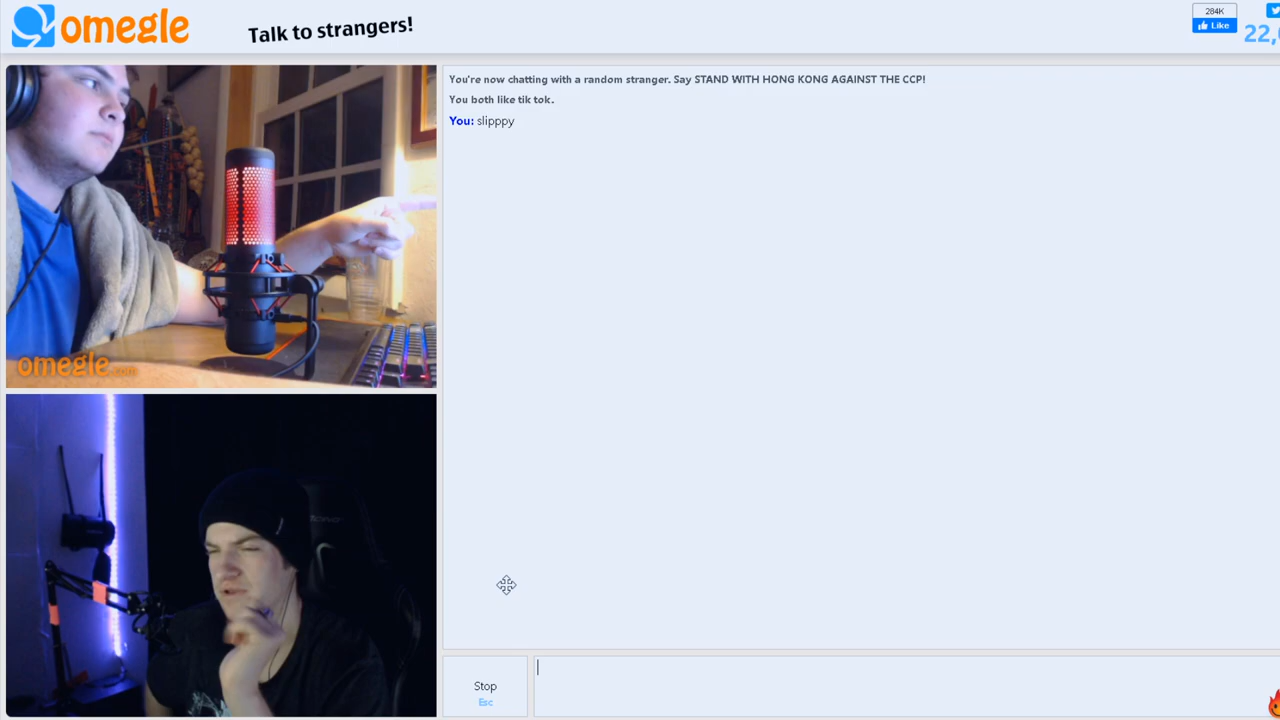 omegle
Talk to strangers!
284K
Like
22,
You're now chatting with a random stranger. Say STAND WITH HONG KONG AGAINST THE CCP!
You both like tik tok.
You: slipppy
omegle.com
Stop
Esc